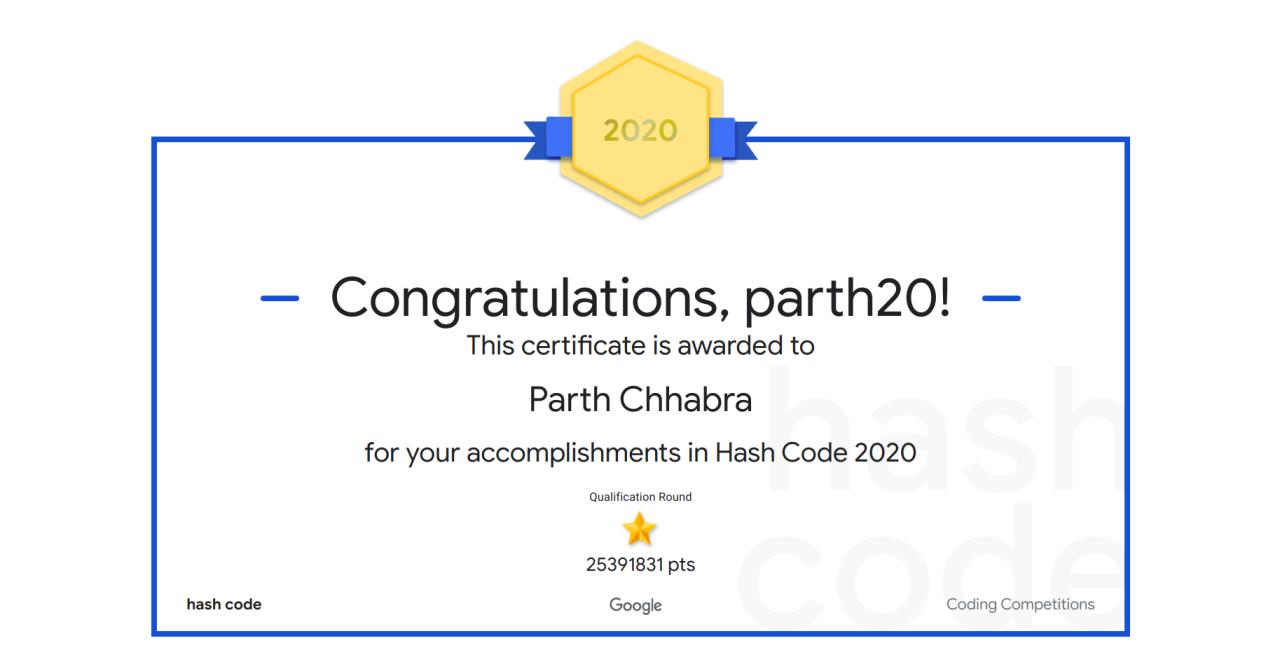 2020
Congratulations, parth20!
This certificate is awarded to
Parth Chhabra
for your accomplishments in Hash Code 2020
Qualification Round
25391831 pts
hash
code
hash code
Google
Coding Competitions